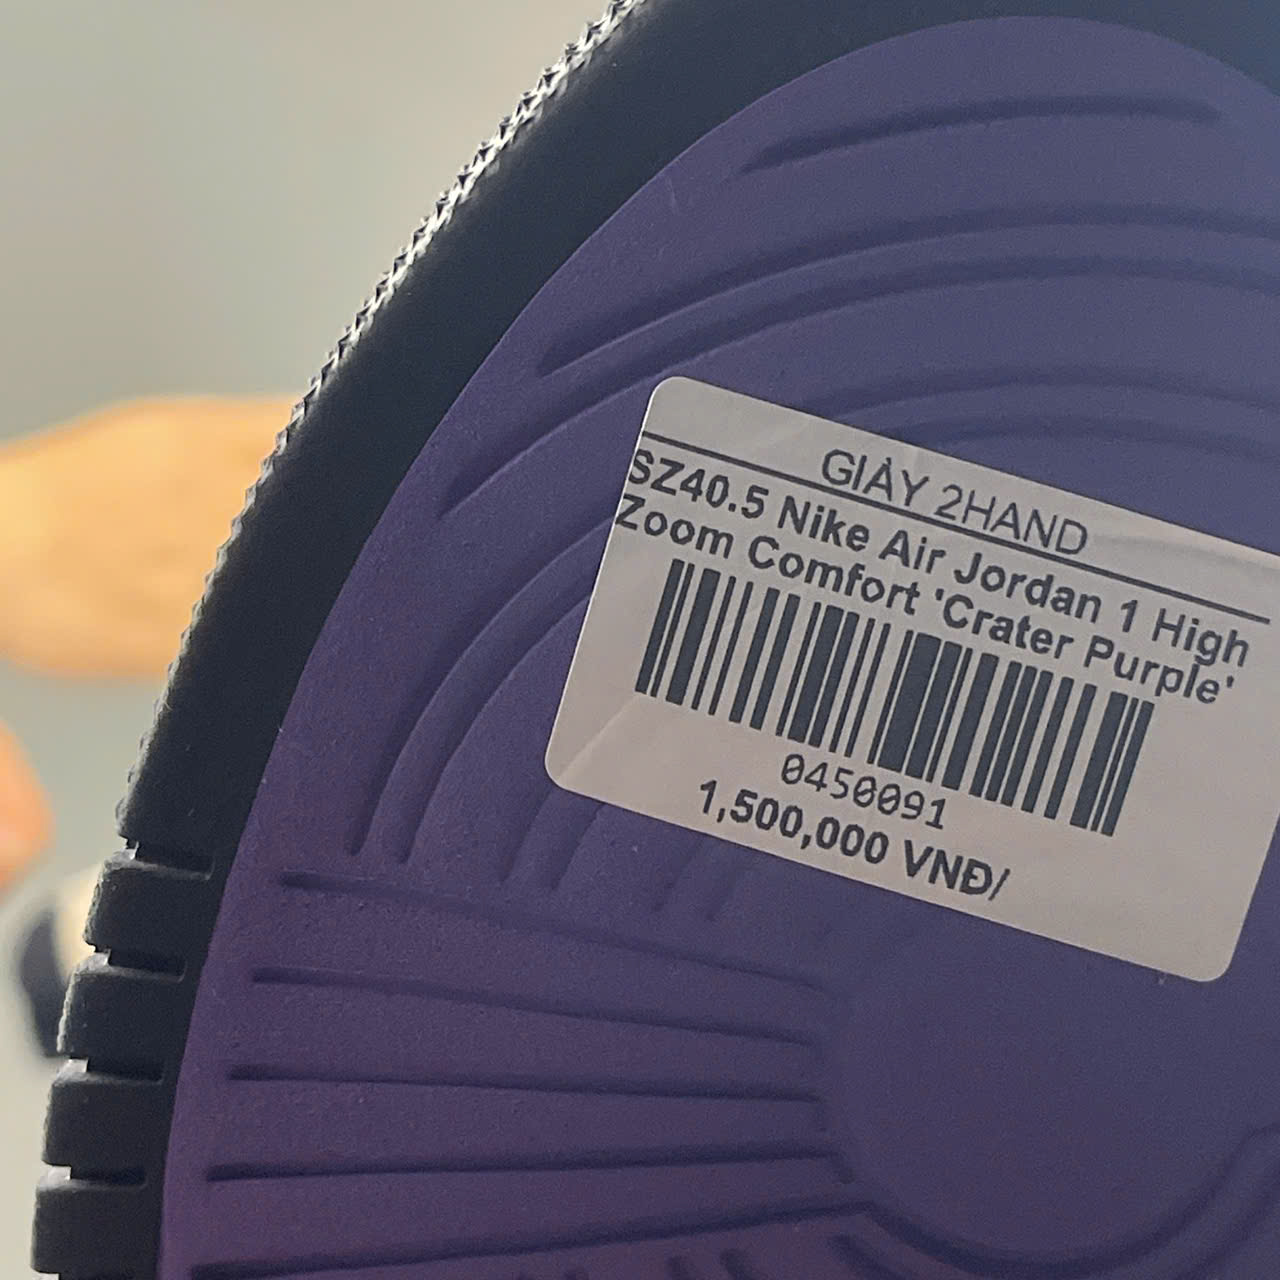 GIÀY 2HAND
SZ40.5 Nike Air Jordan 1 High
Zoom Comfort 'Crater Purple'
0450091
1,500,000 VNĐ/